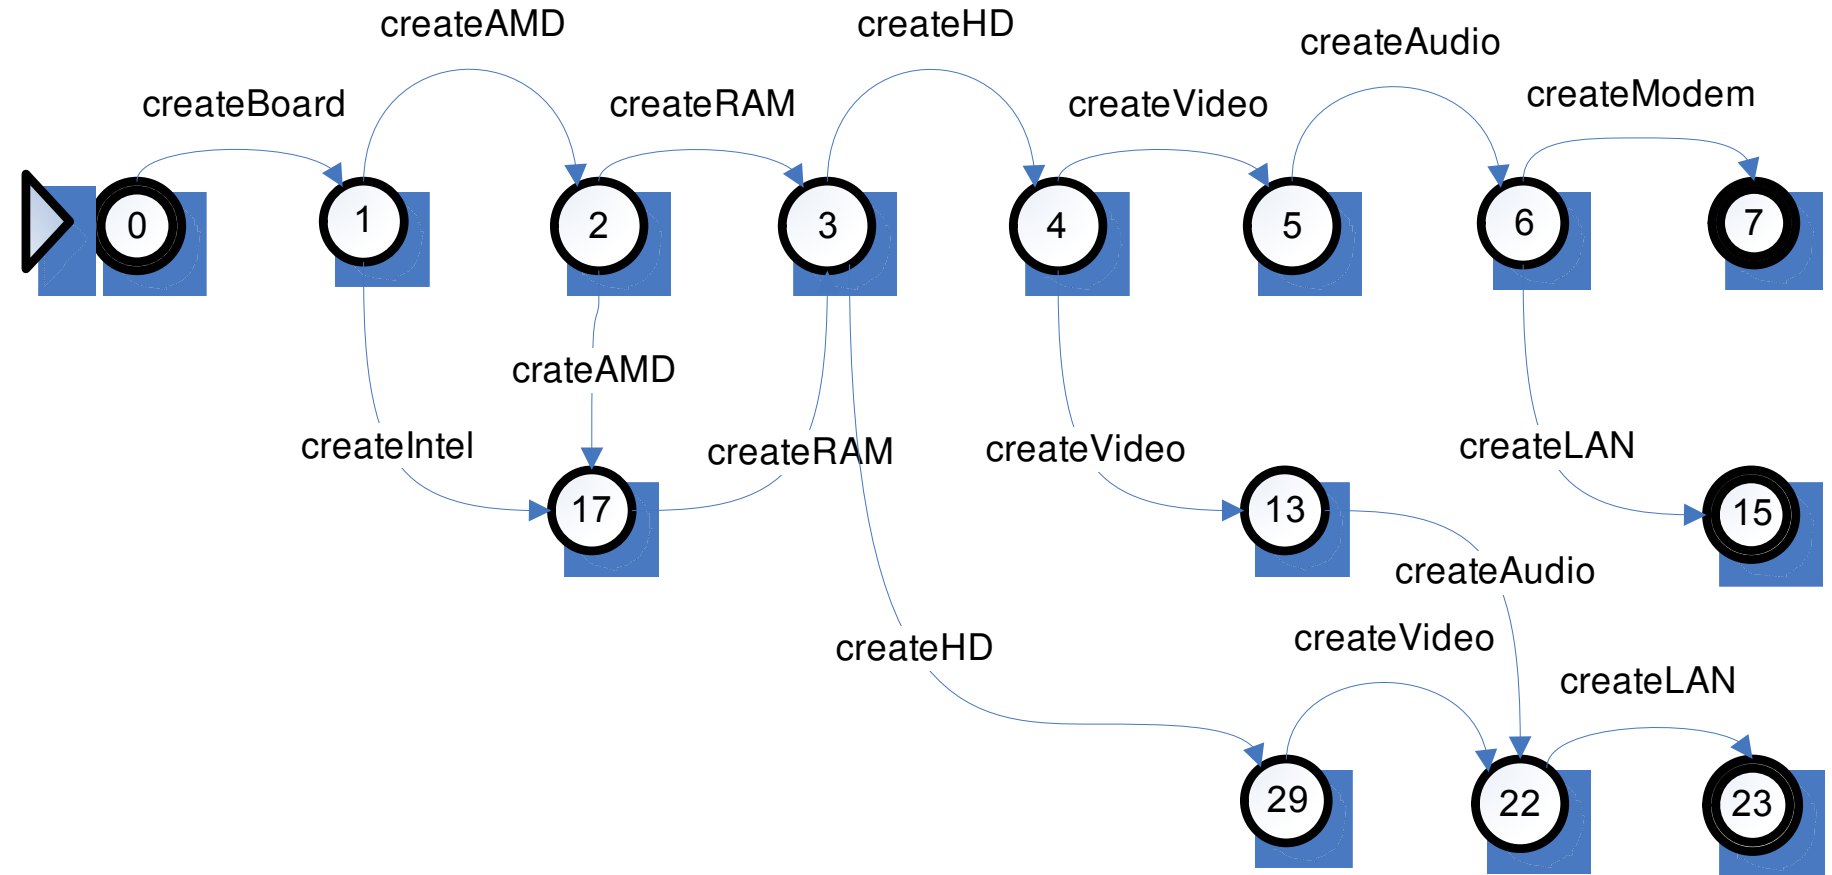 createAMD
createHD
createAudio
createBoard
createRAM
createVideo
createModem
0
1
2
3
4
5
6
7
crateAMD
createIntel
createRAM
createVideo
createLAN
17
13
15
createAudio
createHD
createVideo
createLAN
29
22
23